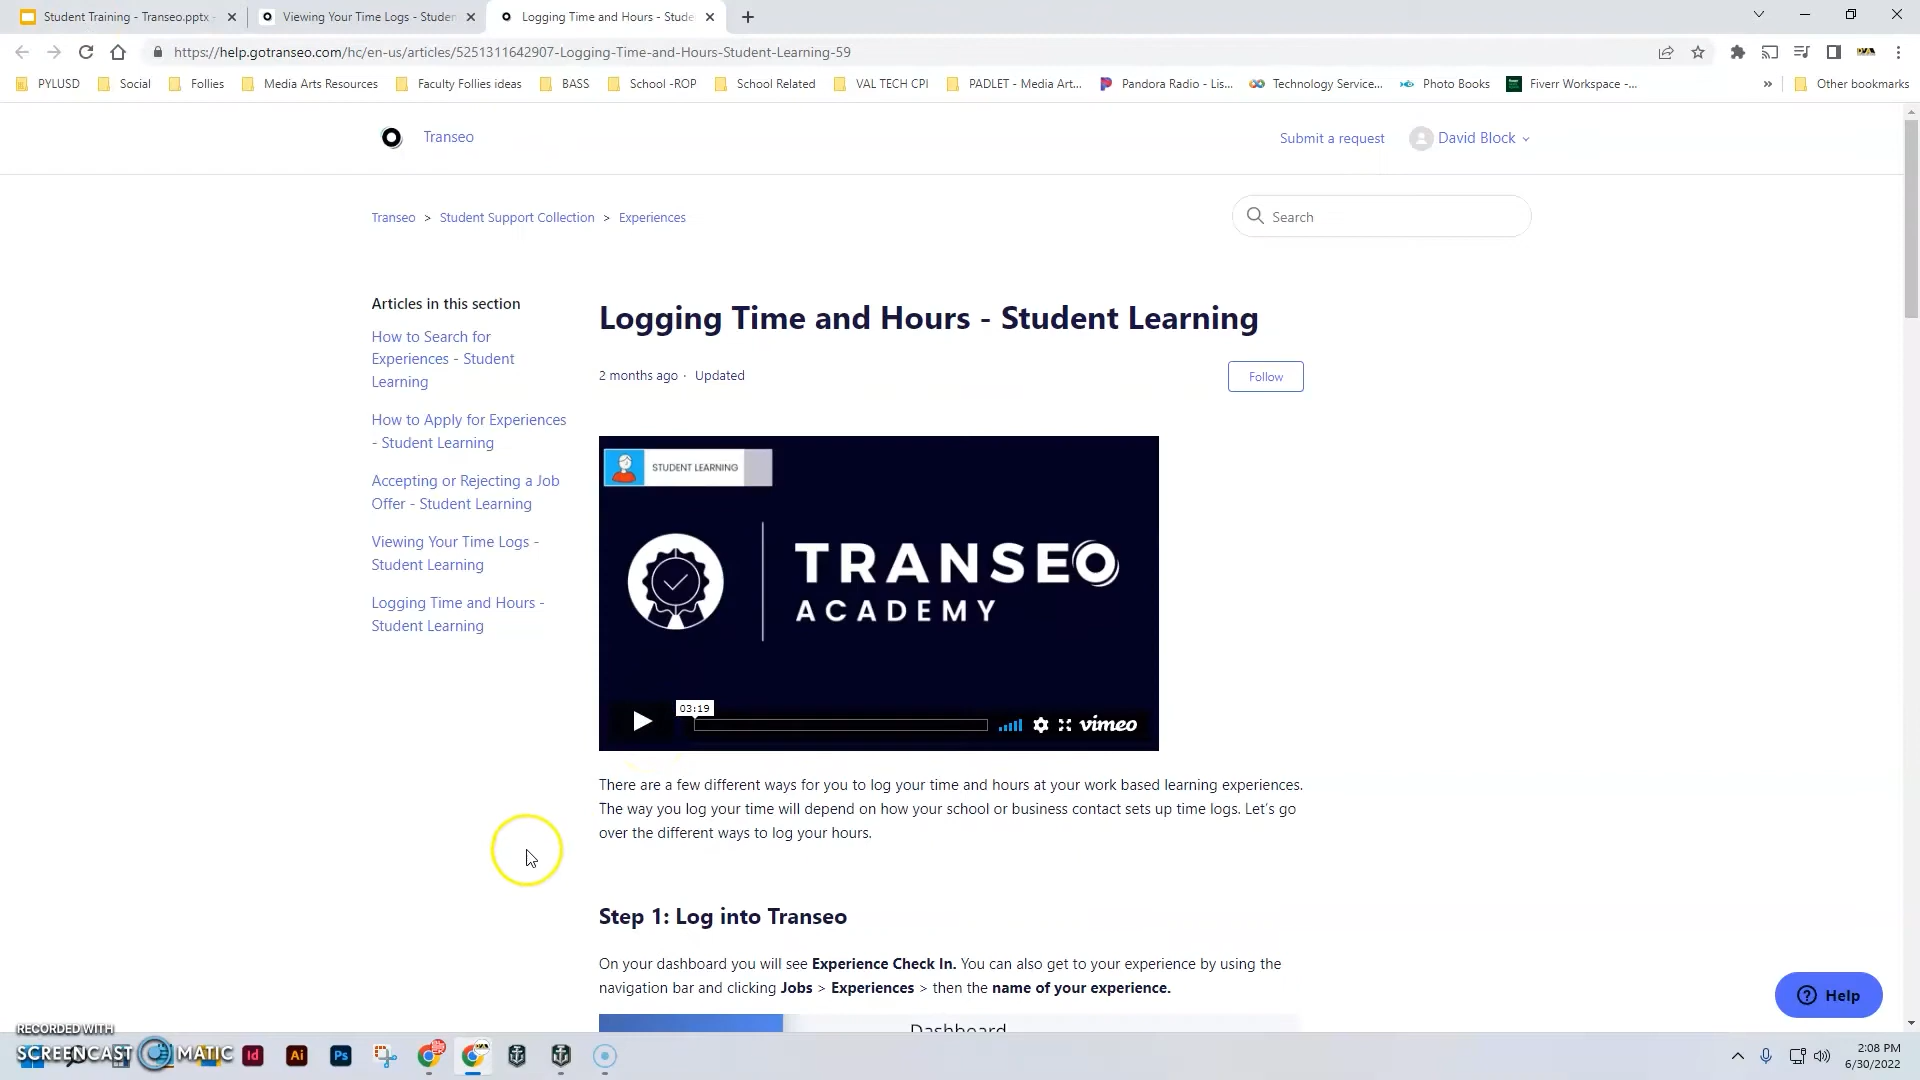 Student Training - Transeo.pptx -
Viewing Your Time Logs - Studen
Logging Time and Hours - Stude
https://help.gotranseo.com/hc/en-us/articles/5251311642907-Logging-Time-and-Hours-Student-Learning-59
PYLUSD
Social
Follies
Media Arts Resources
Faculty Follies ideas
BASS
School -ROP
School Related
VAL TECH CPI
PADLET - Media Art...
Pandora Radio - Lis...
Technology Service...
Photo Books
Fiverr Workspace -...
»
Other bookmarks
Transeo
Submit a request
David Block
Transeo > Student Support Collection > Experiences
Search
Articles in this section
How to Search for
Experiences - Student
Learning
How to Apply for Experiences
- Student Learning
Accepting or Rejecting a Job
Offer - Student Learning
Viewing Your Time Logs -
Student Learning
Logging Time and Hours -
Student Learning
Logging Time and Hours - Student Learning
2 months ago · Updated
Follow
STUDENT LEARNING
TRANSEO
ACADEMY
03:19
vimeo
There are a few different ways for you to log your time and hours at your work based learning experiences.
The way you log your time will depend on how your school or business contact sets up time logs. Let's go
over the different ways to log your hours.
Step 1: Log into Transeo
On your dashboard you will see Experience Check In. You can also get to your experience by using the
navigation bar and clicking Jobs > Experiences > then the name of your experience.
Dashboard
Help
RECORDED WITH
SCREENCAST MATIC
Id
Ai
Ps
2:08 PM
6/30/2022